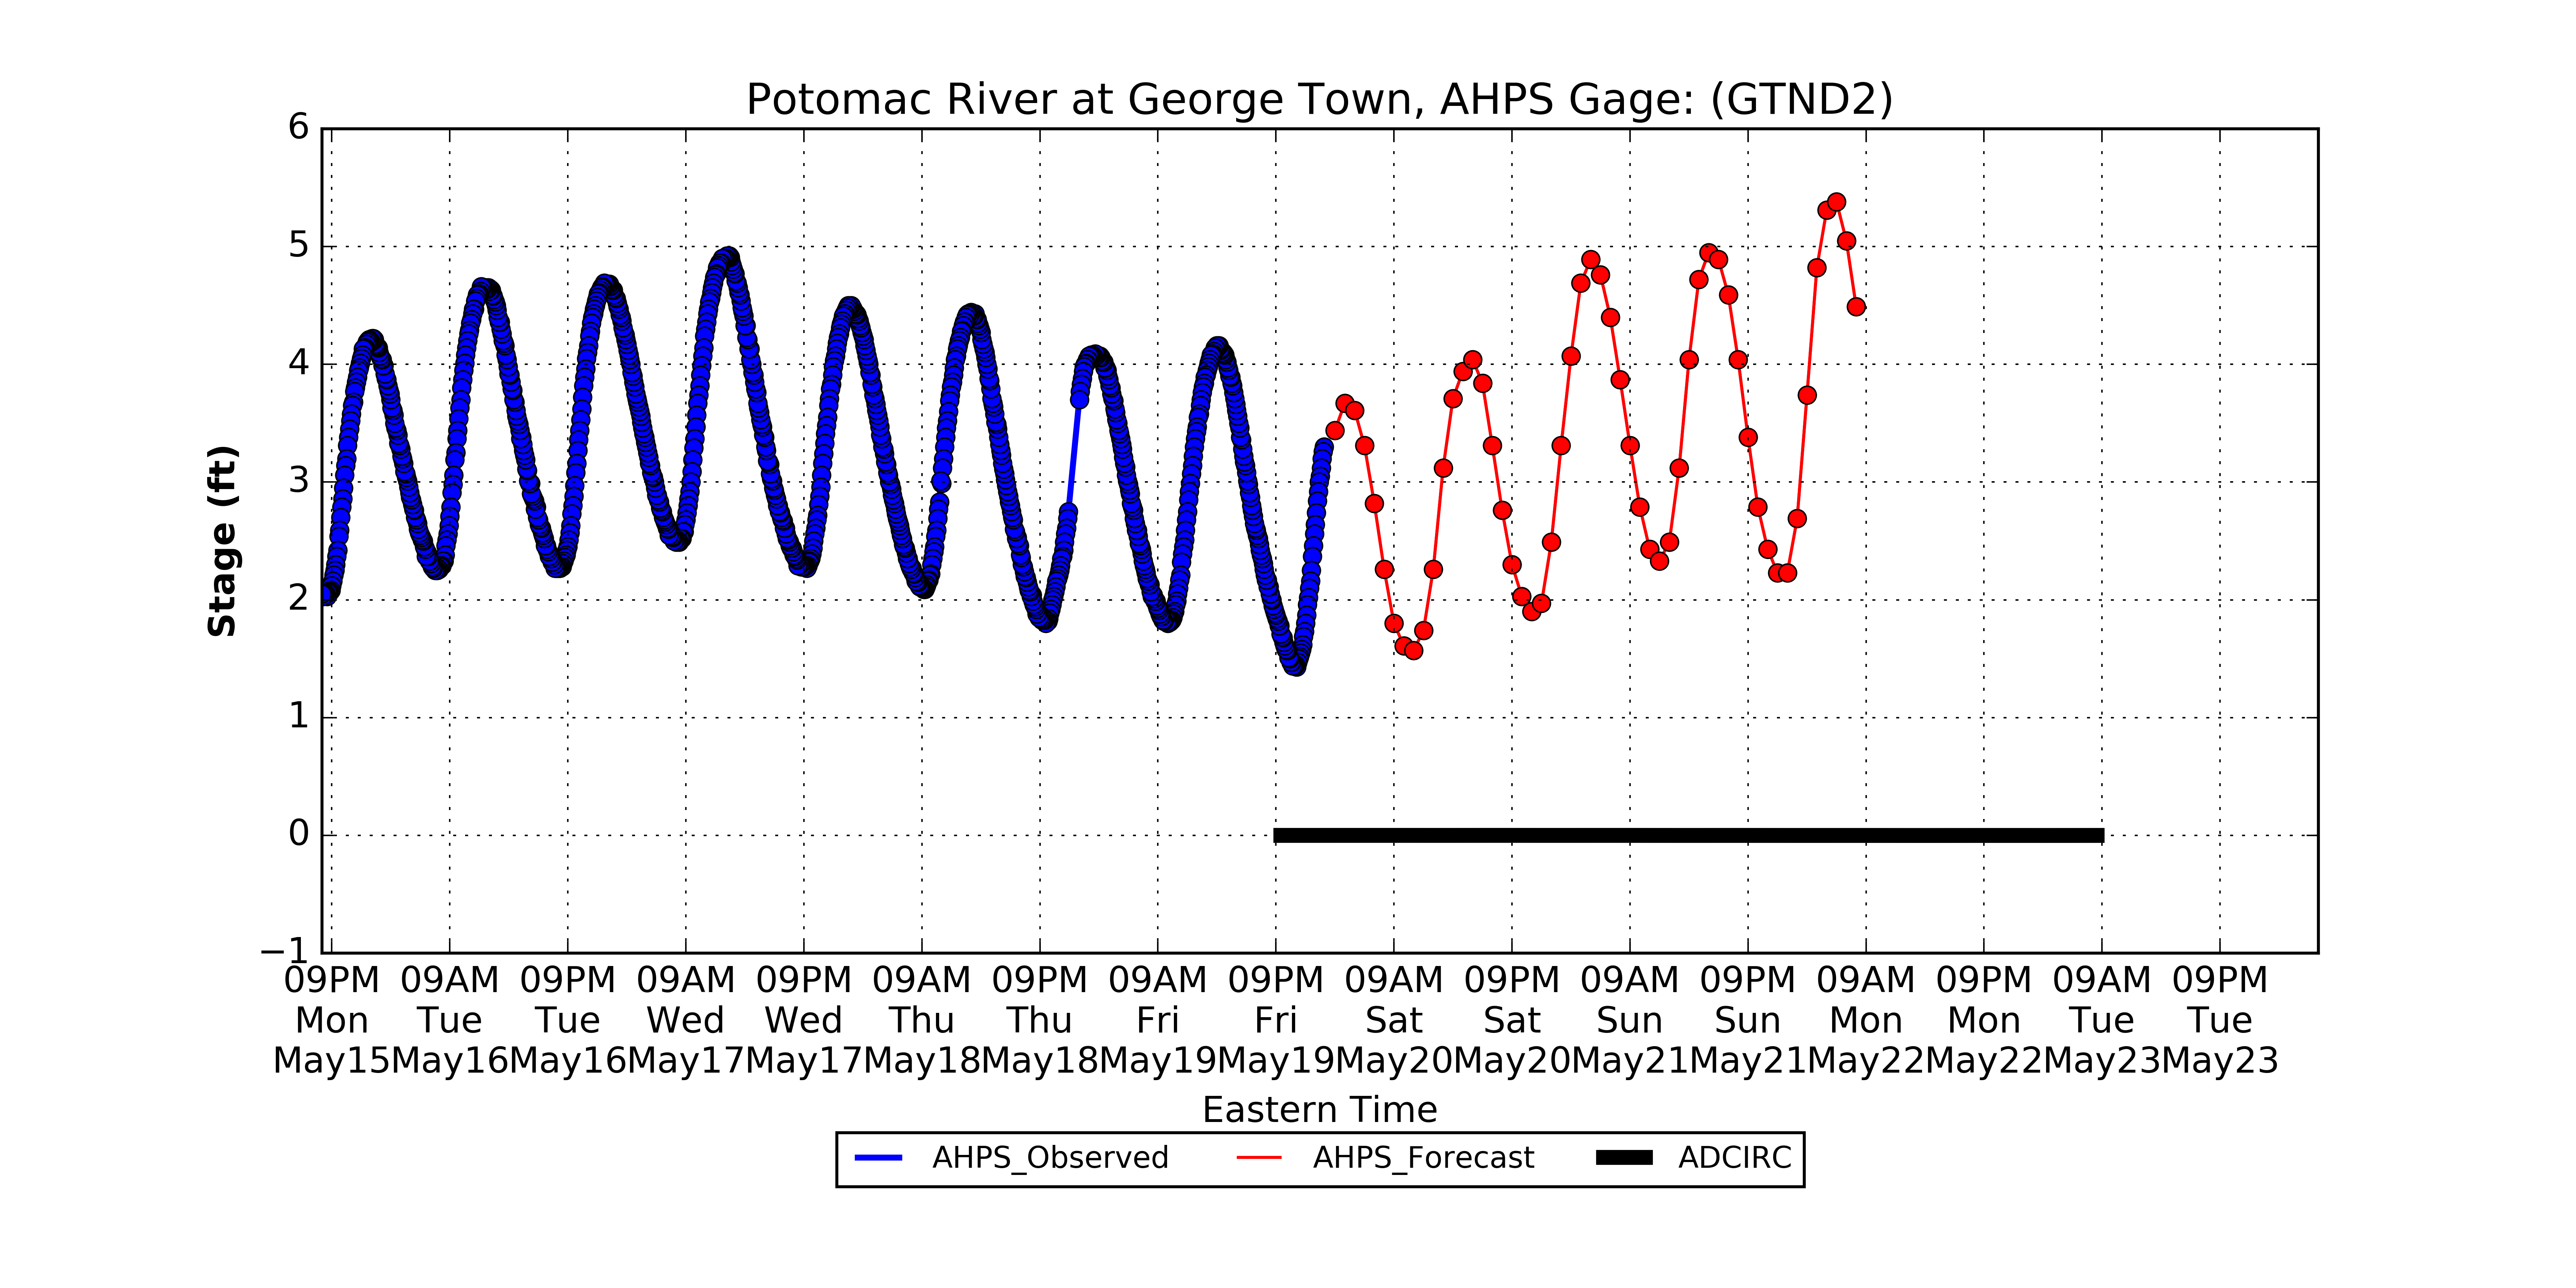 Potomac River at George Town, AHPS Gage: (GTND2)
Stage (ft)
6
5
4
3
2
1
0
−1
09PM 09AM 09PM 09AM 09PM 09AM 09PM 09AM 09PM 09AM 09PM 09AM 09PM 09AM 09PM 09AM 09PM
Mon Tue Tue Wed Wed Thu Thu Fri Fri Sat Sat Sun Sun Mon Mon Tue Tue
May15 May16 May16 May17 May17 May18 May18 May19 May19 May20 May20 May21 May21 May22 May22 May23 May23
Eastern Time
AHPS_Observed AHPS_Forecast ADCIRC